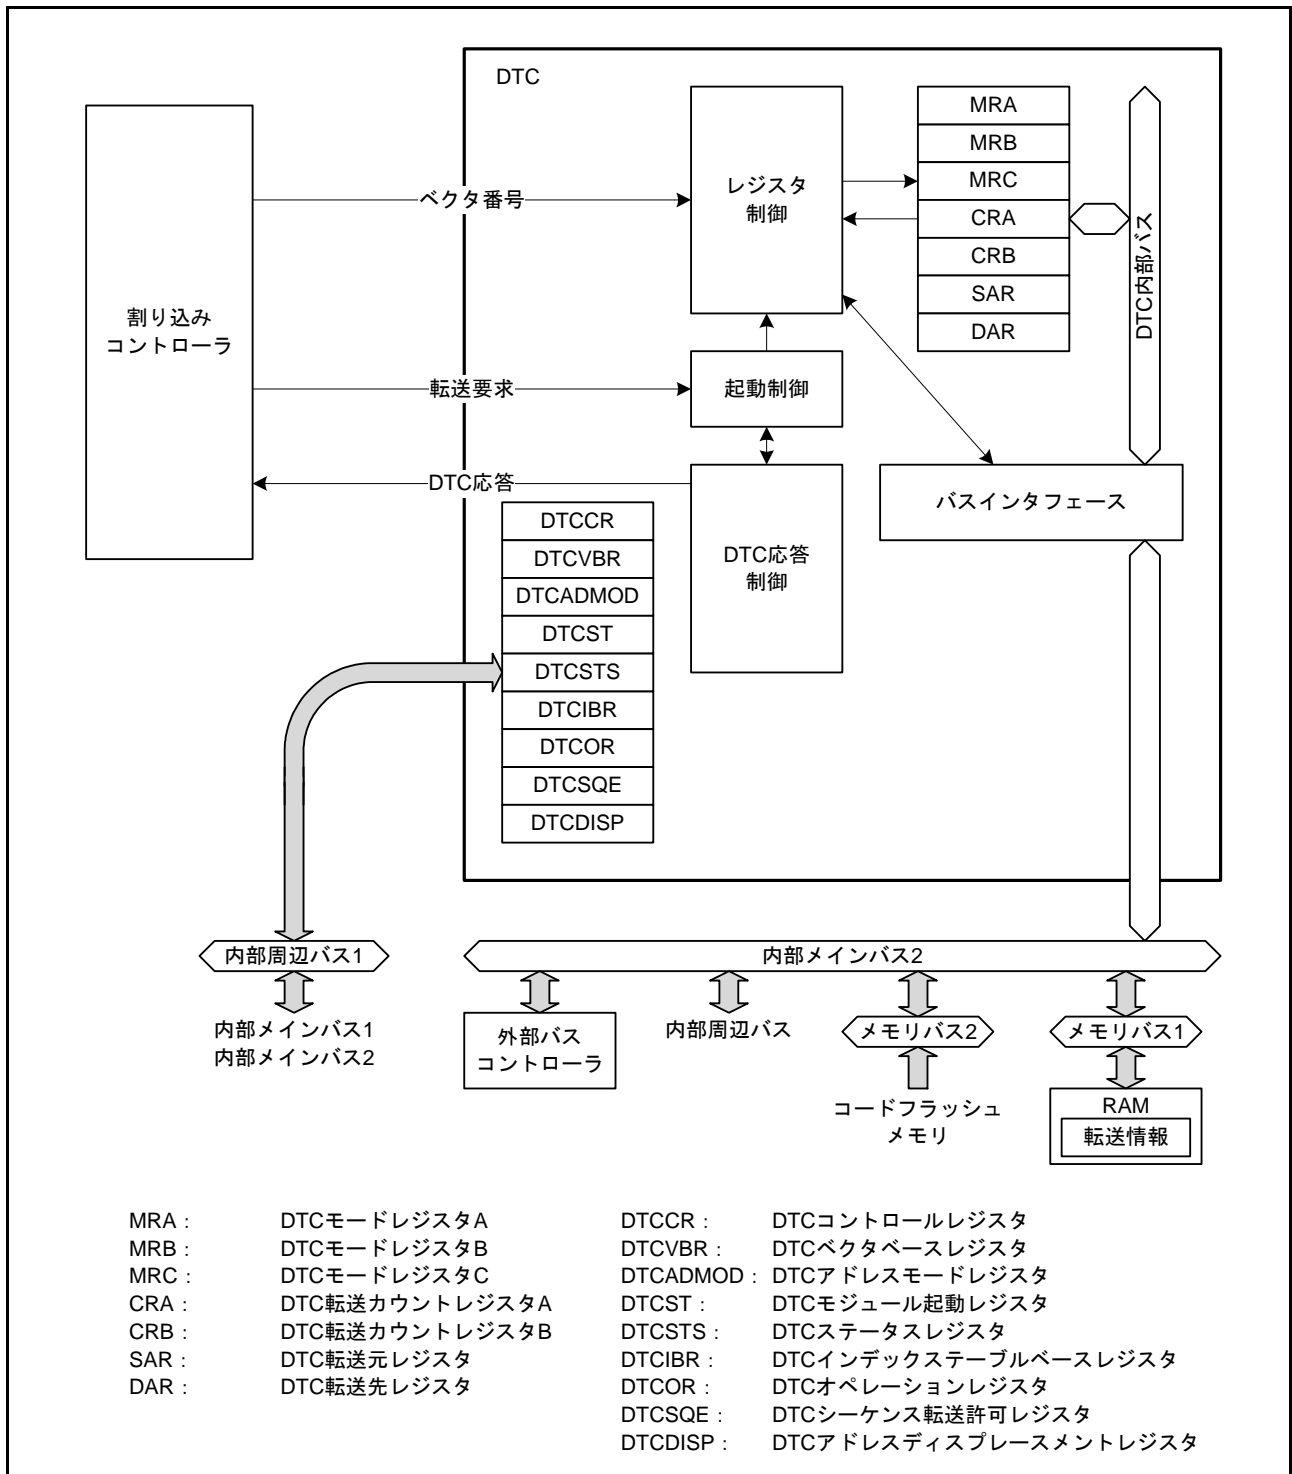 DTC
MRA
MRB
MRC
CRA
CRB
SAR
DAR
DTC内部バス
レジスタ
制御
ベクタ番号
割り込み
コントローラ
転送要求
起動制御
DTC応答
DTC応答
制御
バスインタフェース
DTCCR
DTCVBR
DTCADMOD
DTCST
DTCSTS
DTCIBR
DTCOR
DTCSQE
DTCDISP
内部周辺バス1
内部メインバス1
内部メインバス2
内部メインバス2
外部バス
コントローラ
内部周辺バス
メモリバス2
コードフラッシュ
メモリ
メモリバス1
RAM
転送情報
MRA : DTCモードレジスタA
MRB : DTCモードレジスタB
MRC : DTCモードレジスタC
CRA : DTC転送カウントレジスタA
CRB : DTC転送カウントレジスタB
SAR : DTC転送元レジスタ
DAR : DTC転送先レジスタ
DTCCR : DTCコントロールレジスタ
DTCVBR : DTCベクタベースレジスタ
DTCADMOD : DTCアドレスモードレジスタ
DTCST : DTCモジュール起動レジスタ
DTCSTS : DTCステータスレジスタ
DTCIBR : DTCインデックステーブルベースレジスタ
DTCOR : DTCオペレーションレジスタ
DTCSQE : DTCシーケンス転送許可レジスタ
DTCDISP : DTCアドレスディスプレースメントレジスタ